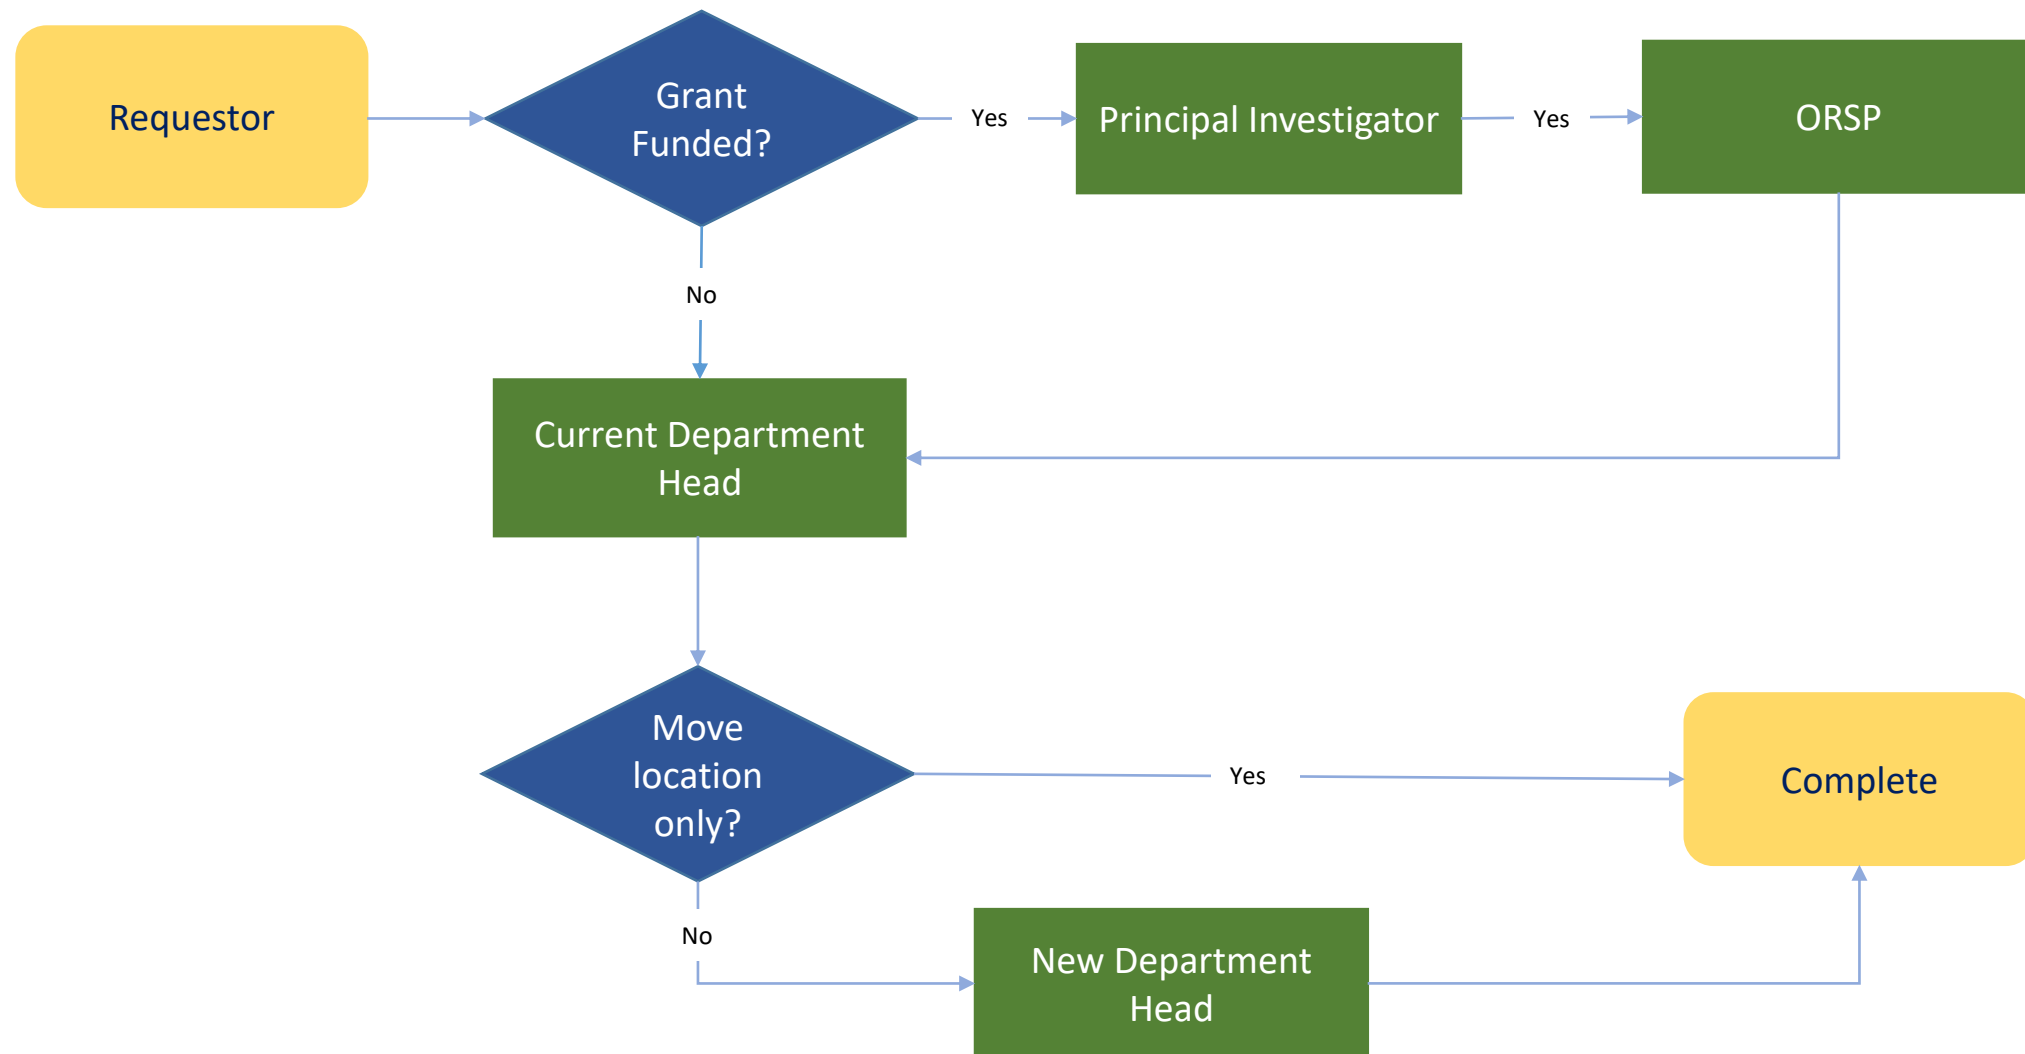 Requestor
Grant
Funded?
Yes
Principal Investigator
Yes
ORSP
No
Current Department
Head
Move
location
only?
Yes
Complete
No
New Department
Head